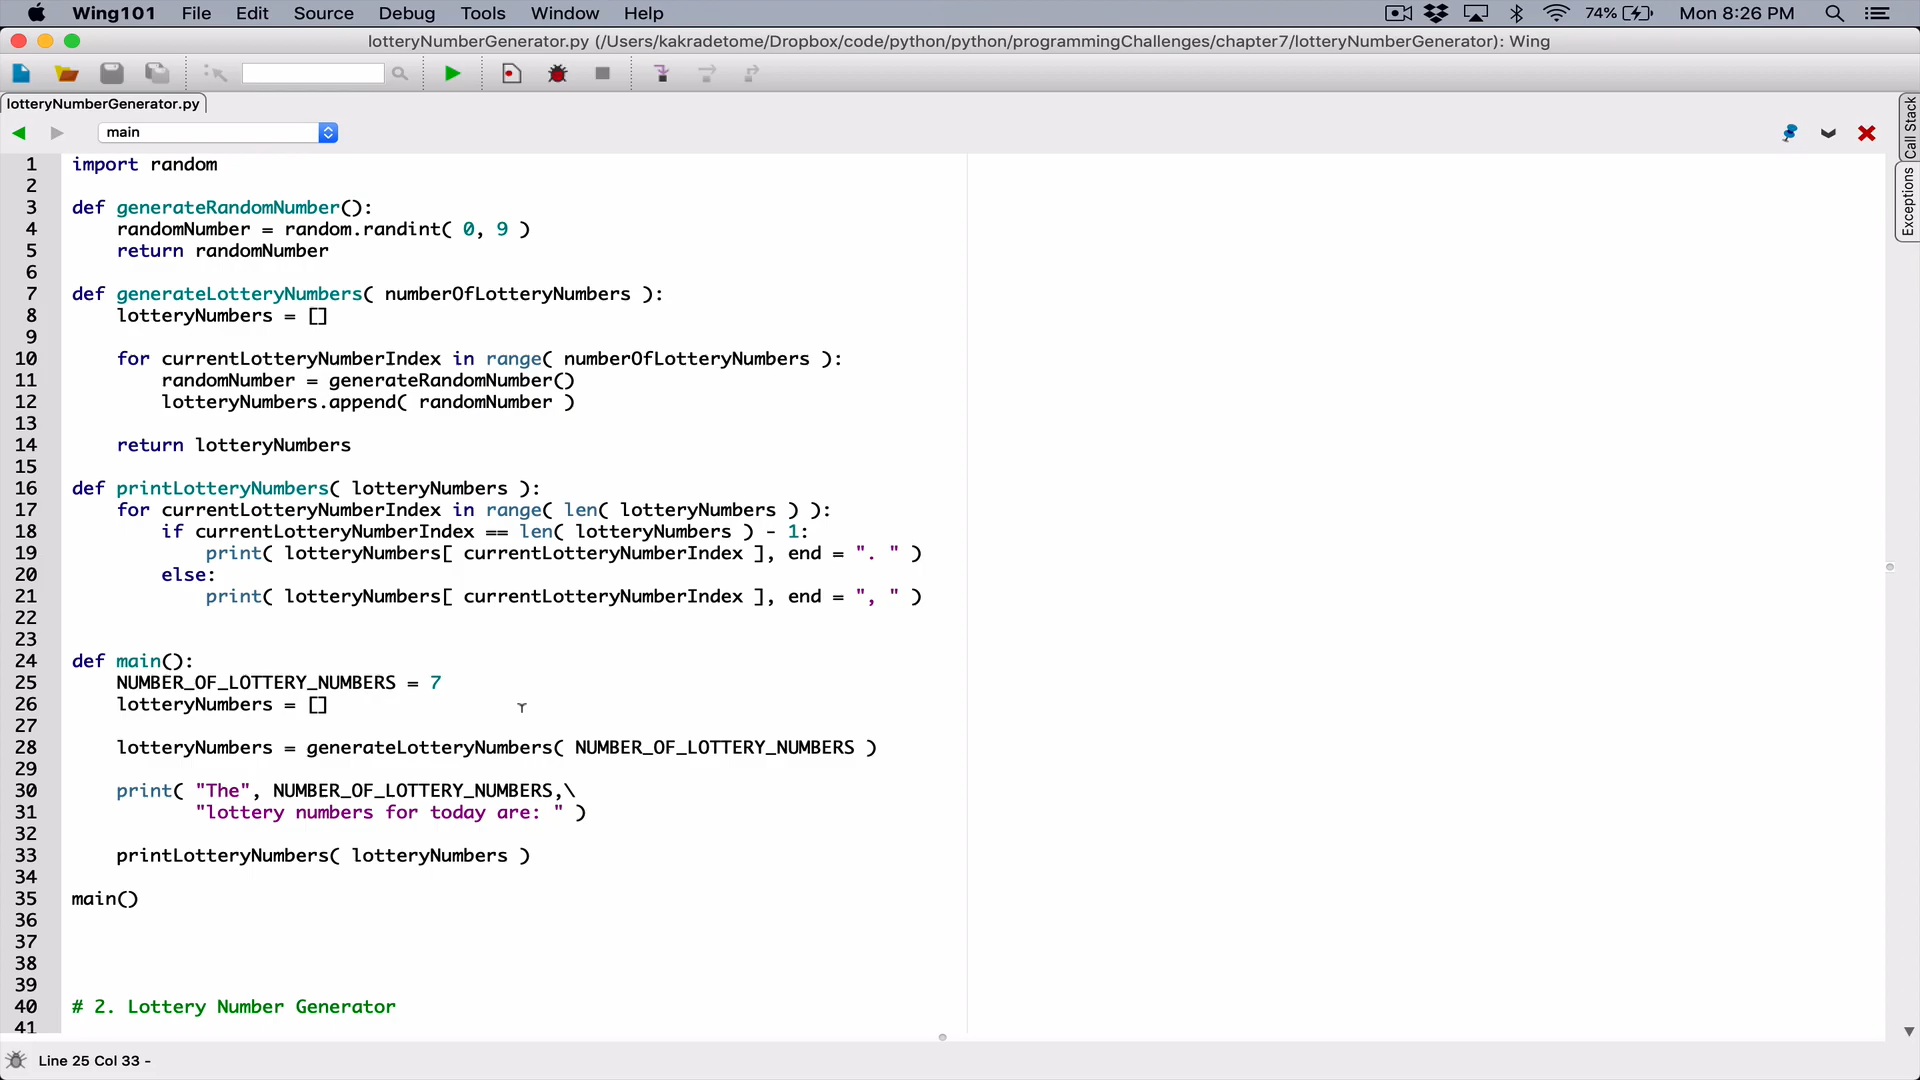 Wing101 File Edit Source Debug Tools Window Help 74% Mon 8:26 PM
lotteryNumberGenerator.py (/Users/kakradetome/Dropbox/code/python/python/programmingChallenges/chapter7/lotteryNumberGenerator): Wing
lotteryNumberGenerator.py
main
Call Stack
Exceptions
1 import random
2
3 def generateRandomNumber():
4     randomNumber = random.randint( 0, 9 )
5     return randomNumber
6
7 def generateLotteryNumbers( numberOfLotteryNumbers ):
8     lotteryNumbers = []
9
10     for currentLotteryNumberIndex in range( numberOfLotteryNumbers ):
11         randomNumber = generateRandomNumber()
12         lotteryNumbers.append( randomNumber )
13
14     return lotteryNumbers
15
16 def printLotteryNumbers( lotteryNumbers ):
17     for currentLotteryNumberIndex in range( len( lotteryNumbers ) ):
18         if currentLotteryNumberIndex == len( lotteryNumbers ) - 1:
19             print( lotteryNumbers[ currentLotteryNumberIndex ], end = ". " )
20         else:
21             print( lotteryNumbers[ currentLotteryNumberIndex ], end = ", " )
22
23
24 def main():
25     NUMBER_OF_LOTTERY_NUMBERS = 7
26     lotteryNumbers = []
27
28     lotteryNumbers = generateLotteryNumbers( NUMBER_OF_LOTTERY_NUMBERS )
29
30     print( "The", NUMBER_OF_LOTTERY_NUMBERS,\
31            "lottery numbers for today are: " )
32
33     printLotteryNumbers( lotteryNumbers )
34
35 main()
36
37
38
39
40 # 2. Lottery Number Generator
41
Line 25 Col 33 -